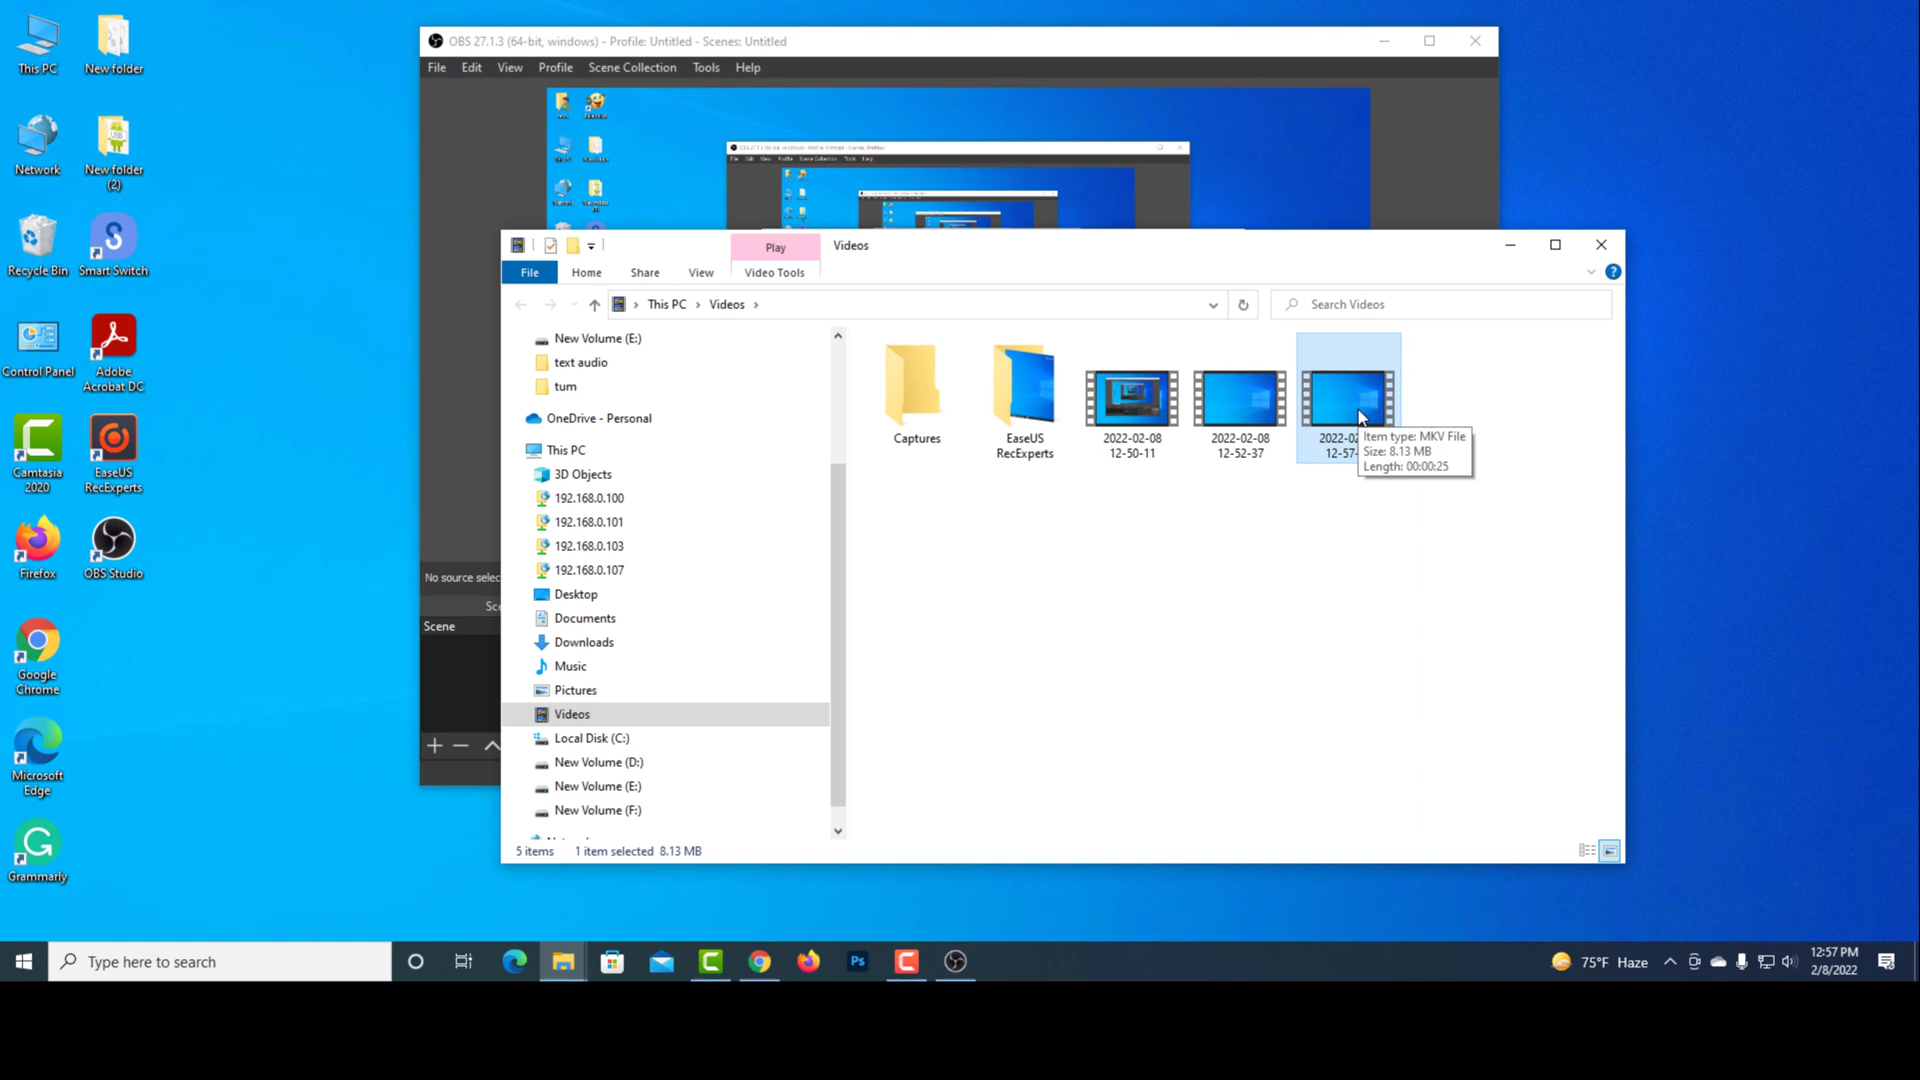 This PC
New folder
Network
New folder
(2)
Recycle Bin
Smart Switch
Control Panel
Adobe
Acrobat DC
Camtasia
2020
EaseUS
RecExperts
Firefox
OBS Studio
Google
Chrome
Microsoft
Edge
Grammarly
OBS 27.1.3 (64-bit, windows) - Profile: Untitled - Scenes: Untitled
File Edit View Profile Scene Collection Tools Help
No source selec
Sce
Scene
Play Videos
File Home Share View Video Tools
This PC Videos
Search Videos
New Volume (E:)
text audio
tum
OneDrive - Personal
This PC
3D Objects
192.168.0.100
192.168.0.101
192.168.0.103
192.168.0.107
Desktop
Documents
Downloads
Music
Pictures
Videos
Local Disk (C:)
New Volume (D:)
New Volume (E:)
New Volume (F:)
Captures
EaseUS
RecExperts
2022-02-08
12-50-11
2022-02-08
12-52-37
2022-02
12-57-
Item type: MKV File
Size: 8.13 MB
Length: 00:00:25
5 items 1 item selected 8.13 MB
Type here to search
Ps
75°F Haze
12:57 PM
2/8/2022